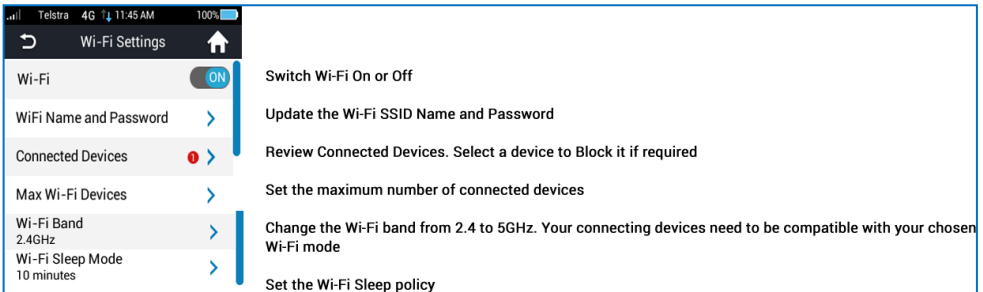 Telstra 4G 11:45 AM 100%
Wi-Fi Settings
Wi-Fi ON
Switch Wi-Fi On or Off
WiFi Name and Password
Update the Wi-Fi SSID Name and Password
Connected Devices 1
Review Connected Devices. Select a device to Block it if required
Max Wi-Fi Devices
Set the maximum number of connected devices
Wi-Fi Band
2.4GHz
Change the Wi-Fi band from 2.4 to 5GHz. Your connecting devices need to be compatible with your chosen
Wi-Fi mode
Wi-Fi Sleep Mode
10 minutes
Set the Wi-Fi Sleep policy